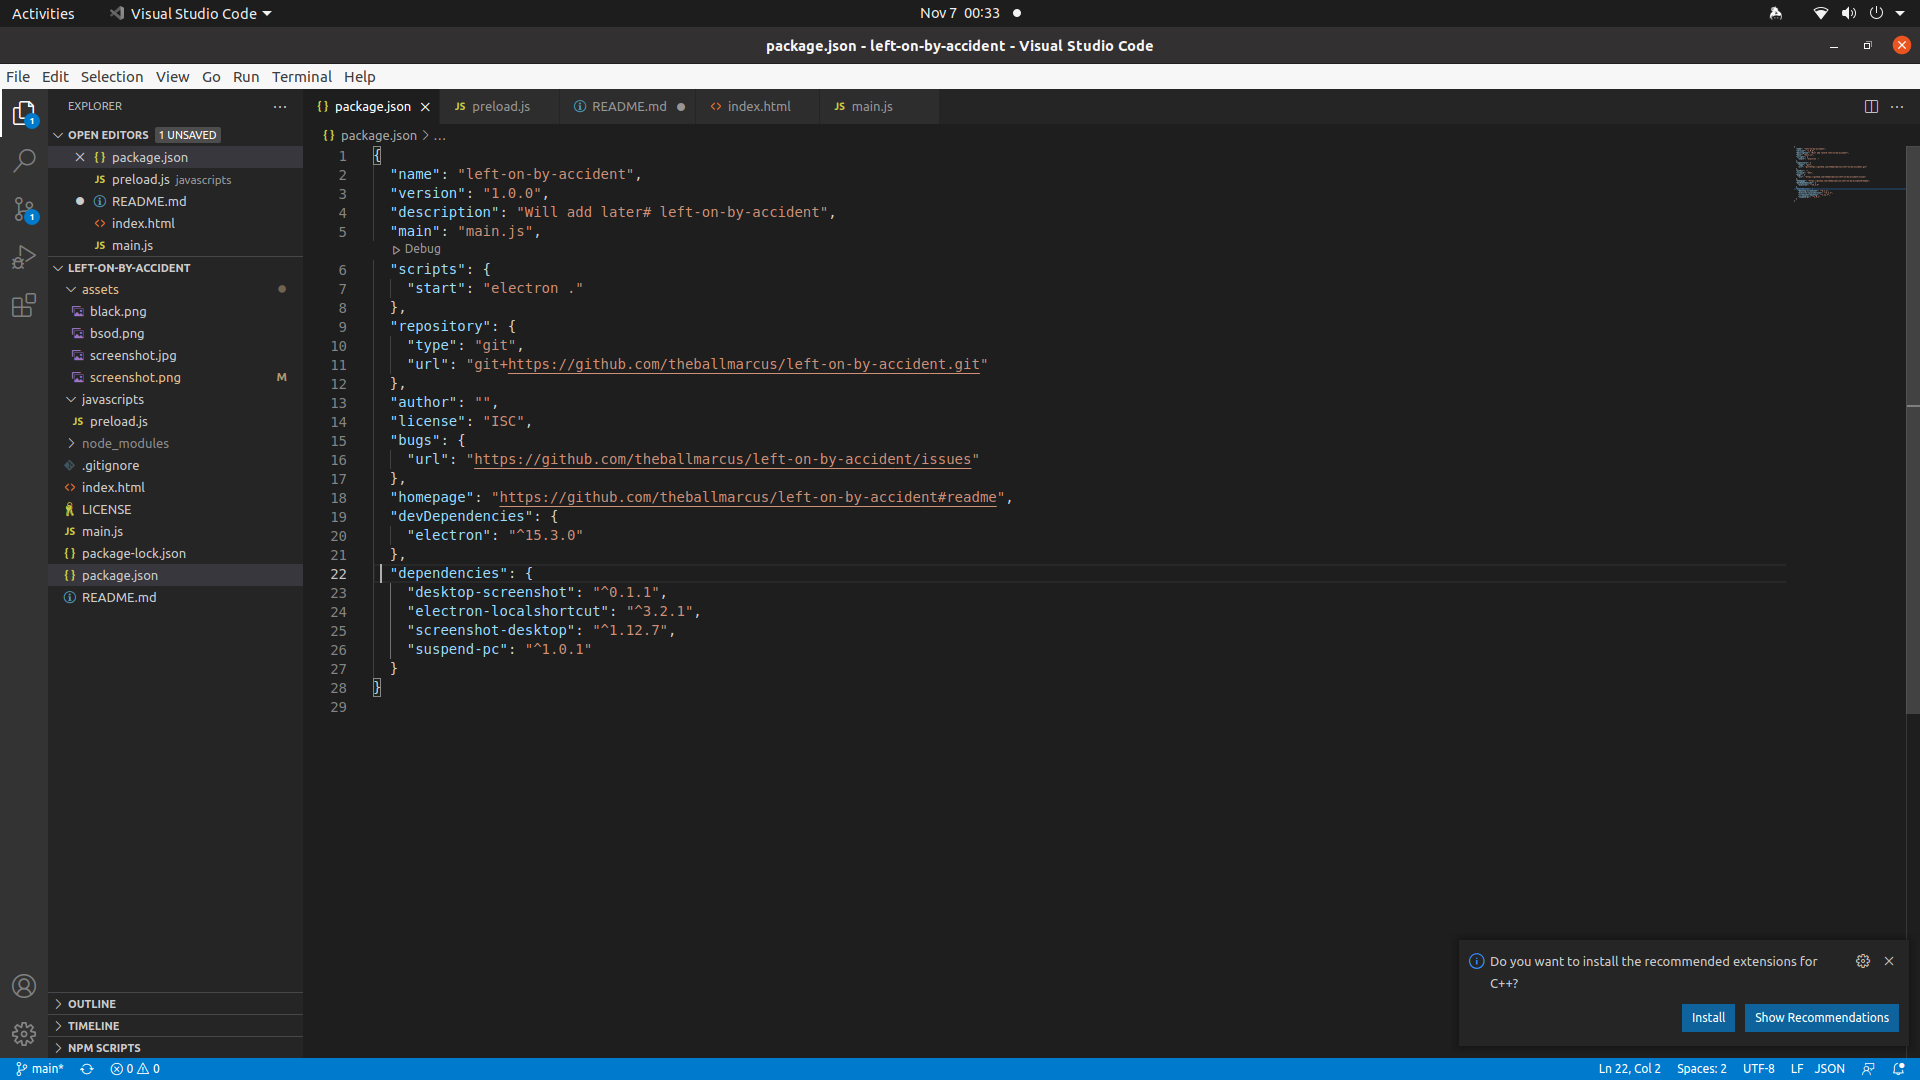 Activities Visual Studio Code Nov 7 00:33
package.json - left-on-by-accident - Visual Studio Code
File Edit Selection View Go Run Terminal Help
EXPLORER
OPEN EDITORS 1 UNSAVED
package.json
preload.js javascripts
README.md
index.html
main.js
LEFT-ON-BY-ACCIDENT
assets
black.png
bsod.png
screenshot.jpg
screenshot.png M
javascripts
preload.js
node_modules
.gitignore
index.html
LICENSE
main.js
package-lock.json
package.json
README.md
OUTLINE
TIMELINE
NPM SCRIPTS
package.json preload.js README.md index.html main.js
package.json > ...
1 {
2 "name": "left-on-by-accident",
3 "version": "1.0.0",
4 "description": "Will add later# left-on-by-accident",
5 "main": "main.js",
Debug
6 "scripts": {
7 "start": "electron ."
8 },
9 "repository": {
10 "type": "git",
11 "url": "git+https://github.com/theballmarcus/left-on-by-accident.git"
12 },
13 "author": "",
14 "license": "ISC",
15 "bugs": {
16 "url": "https://github.com/theballmarcus/left-on-by-accident/issues"
17 },
18 "homepage": "https://github.com/theballmarcus/left-on-by-accident#readme",
19 "devDependencies": {
20 "electron": "^15.3.0"
21 },
22 "dependencies": {
23 "desktop-screenshot": "^0.1.1",
24 "electron-localshortcut": "^3.2.1",
25 "screenshot-desktop": "^1.12.7",
26 "suspend-pc": "^1.0.1"
27 }
28 }
29
Do you want to install the recommended extensions for
C++?
Install Show Recommendations
main* 0 0 Ln 22, Col 2 Spaces: 2 UTF-8 LF JSON